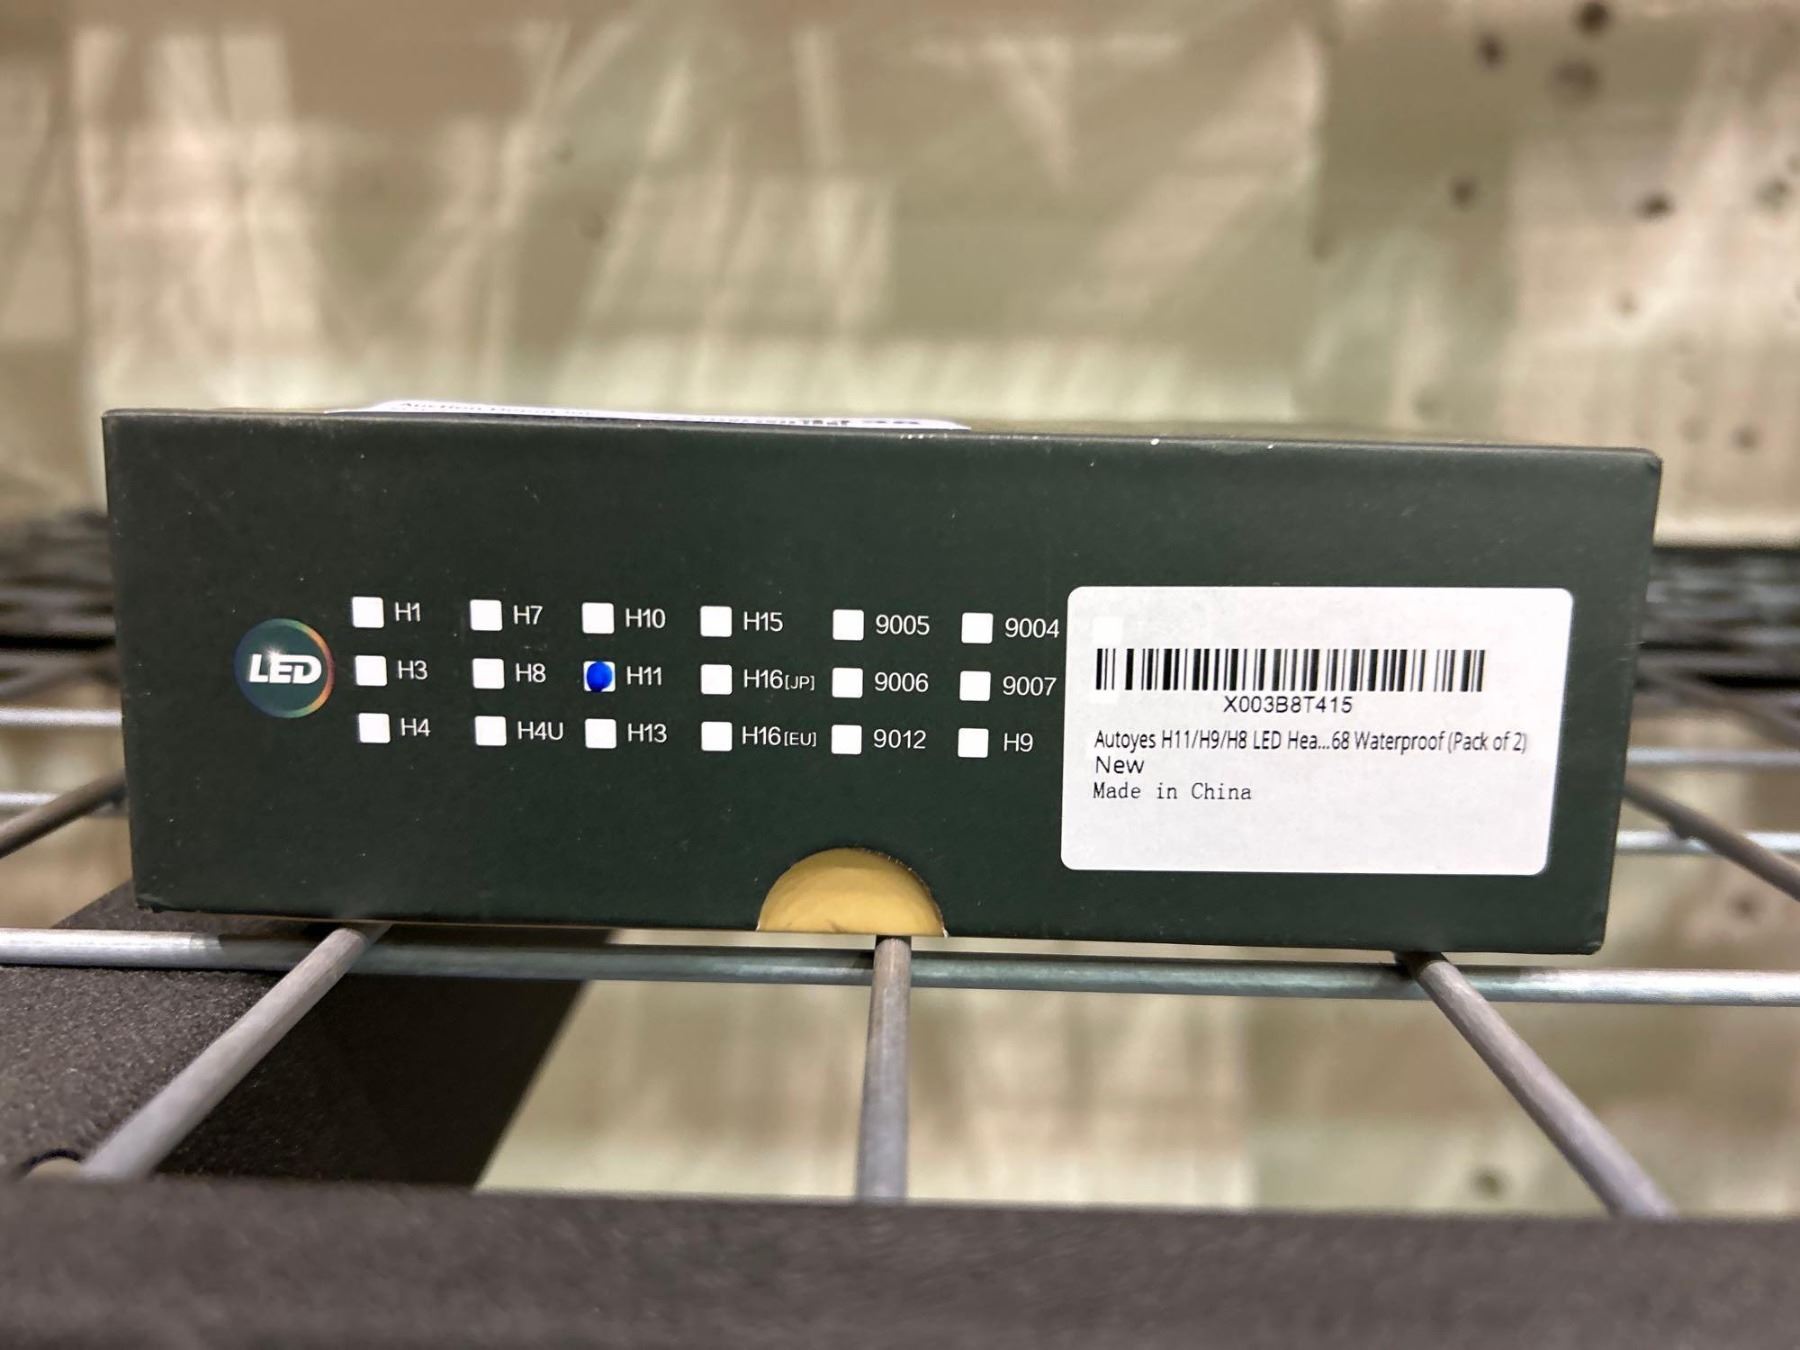 LED
H1 H7 H10 H15 9005 9004
H3 H8 H11 H16[JP] 9006 9007
H4 H4U H13 H16[EU] 9012 H9
X003B8T415
Autoyes H11/H9/H8 LED Hea...68 Waterproof (Pack of 2)
New
Made in China